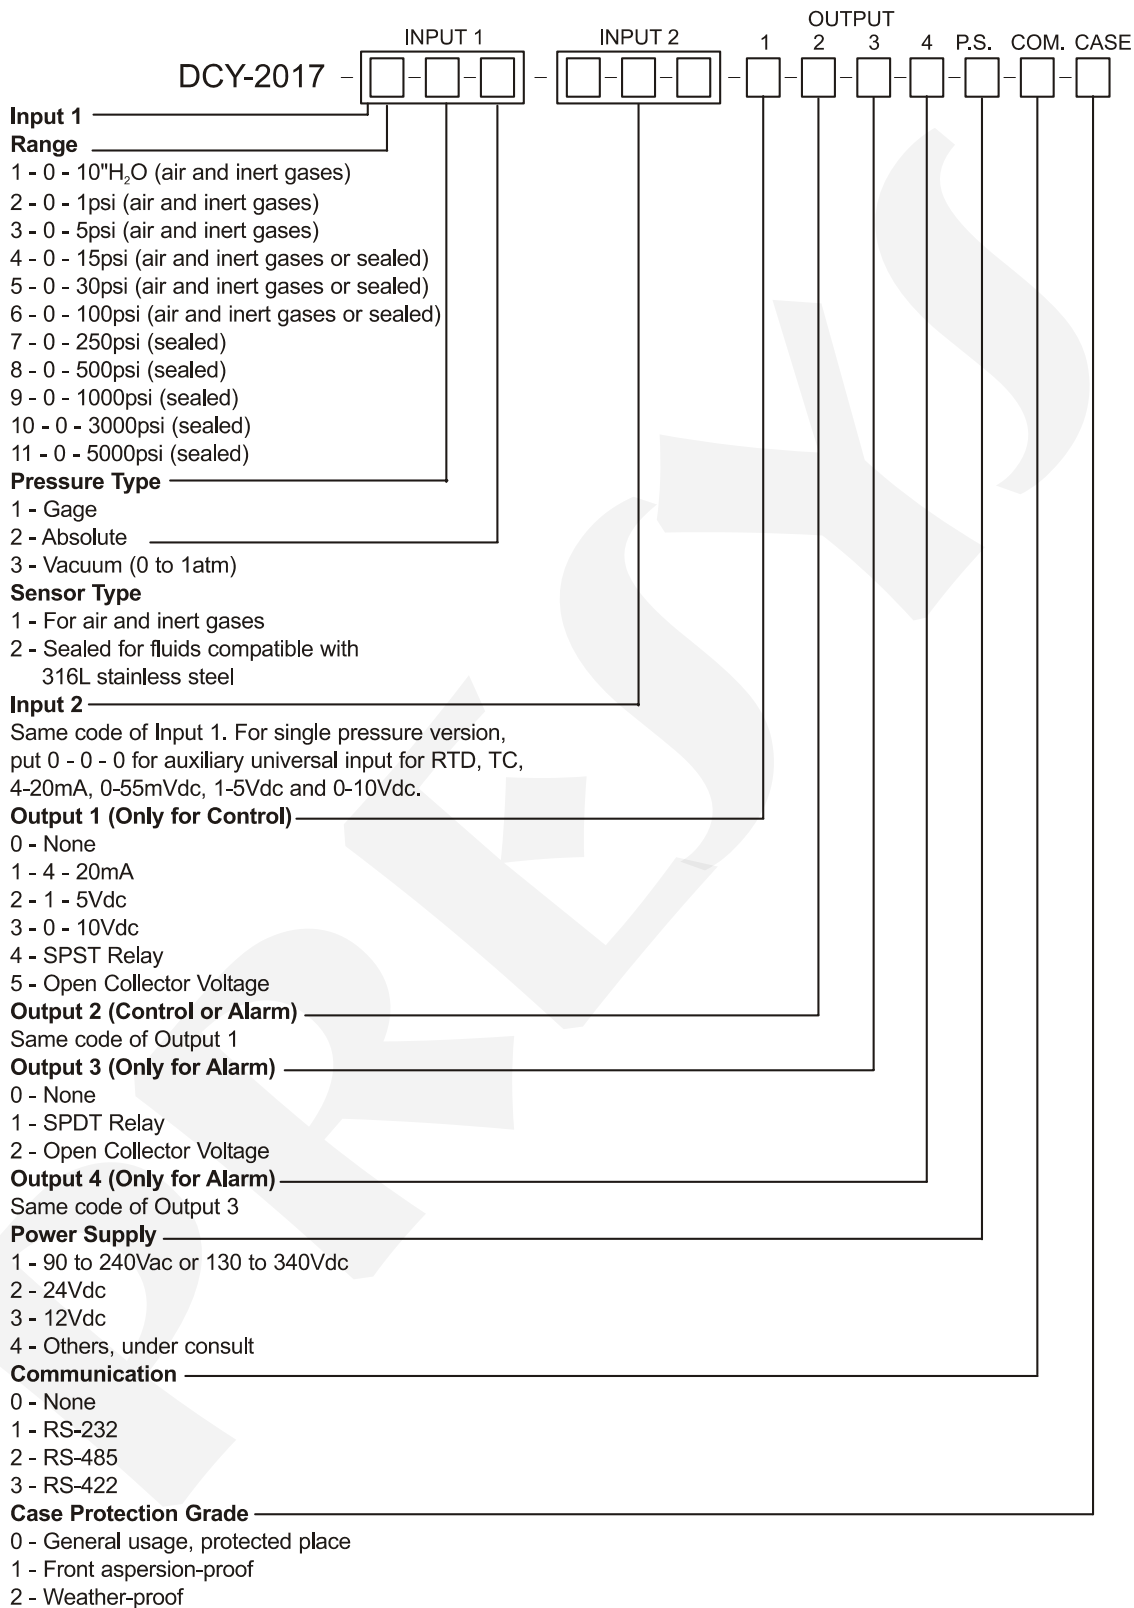 OUTPUT
INPUT 1 INPUT 2 1 2 3 4 P.S. COM. CASE
DCY-2017 - - - - - - - - - - - - -
Input 1
Range
1 - 0 - 10"H₂O (air and inert gases)
2 - 0 - 1psi (air and inert gases)
3 - 0 - 5psi (air and inert gases)
4 - 0 - 15psi (air and inert gases or sealed)
5 - 0 - 30psi (air and inert gases or sealed)
6 - 0 - 100psi (air and inert gases or sealed)
7 - 0 - 250psi (sealed)
8 - 0 - 500psi (sealed)
9 - 0 - 1000psi (sealed)
10 - 0 - 3000psi (sealed)
11 - 0 - 5000psi (sealed)
Pressure Type
1 - Gage
2 - Absolute
3 - Vacuum (0 to 1atm)
Sensor Type
1 - For air and inert gases
2 - Sealed for fluids compatible with
316L stainless steel
Input 2
Same code of Input 1. For single pressure version,
put 0 - 0 - 0 for auxiliary universal input for RTD, TC,
4-20mA, 0-55mVdc, 1-5Vdc and 0-10Vdc.
Output 1 (Only for Control)
0 - None
1 - 4 - 20mA
2 - 1 - 5Vdc
3 - 0 - 10Vdc
4 - SPST Relay
5 - Open Collector Voltage
Output 2 (Control or Alarm)
Same code of Output 1
Output 3 (Only for Alarm)
0 - None
1 - SPDT Relay
2 - Open Collector Voltage
Output 4 (Only for Alarm)
Same code of Output 3
Power Supply
1 - 90 to 240Vac or 130 to 340Vdc
2 - 24Vdc
3 - 12Vdc
4 - Others, under consult
Communication
0 - None
1 - RS-232
2 - RS-485
3 - RS-422
Case Protection Grade
0 - General usage, protected place
1 - Front aspersion-proof
2 - Weather-proof
PRESYS